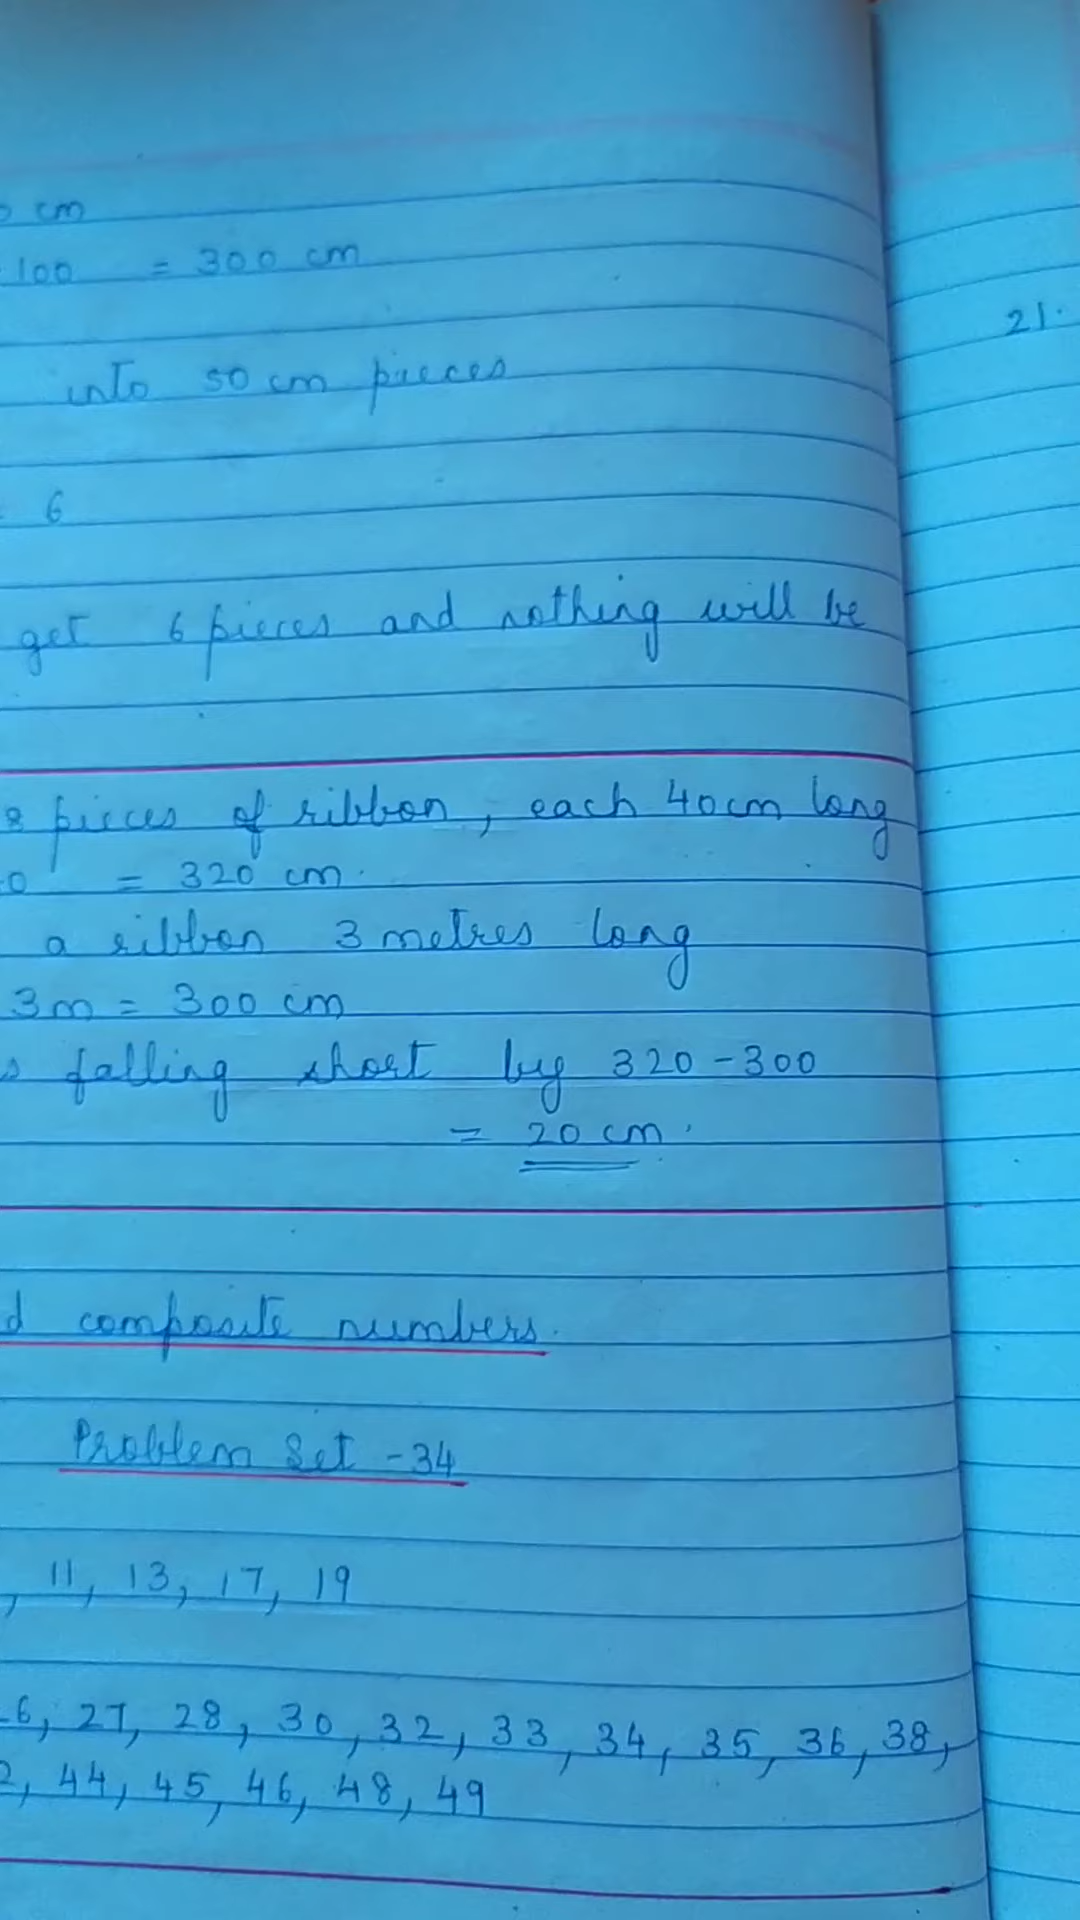 cm
100 = 300 cm
21.
into 50 cm pieces
6
get 6 pieces and nothing will be
8 pieces of ribbon, each 40cm long
0 = 320 cm.
a ribbon 3 metres long
3m = 300 cm
falling short by 320 - 300
= 20 cm.
d composite numbers.
Problem Set - 34
, 11, 13, 17, 19
6, 27, 28, 30, 32, 33, 34, 35, 36, 38,
2, 44, 45, 46, 48, 49